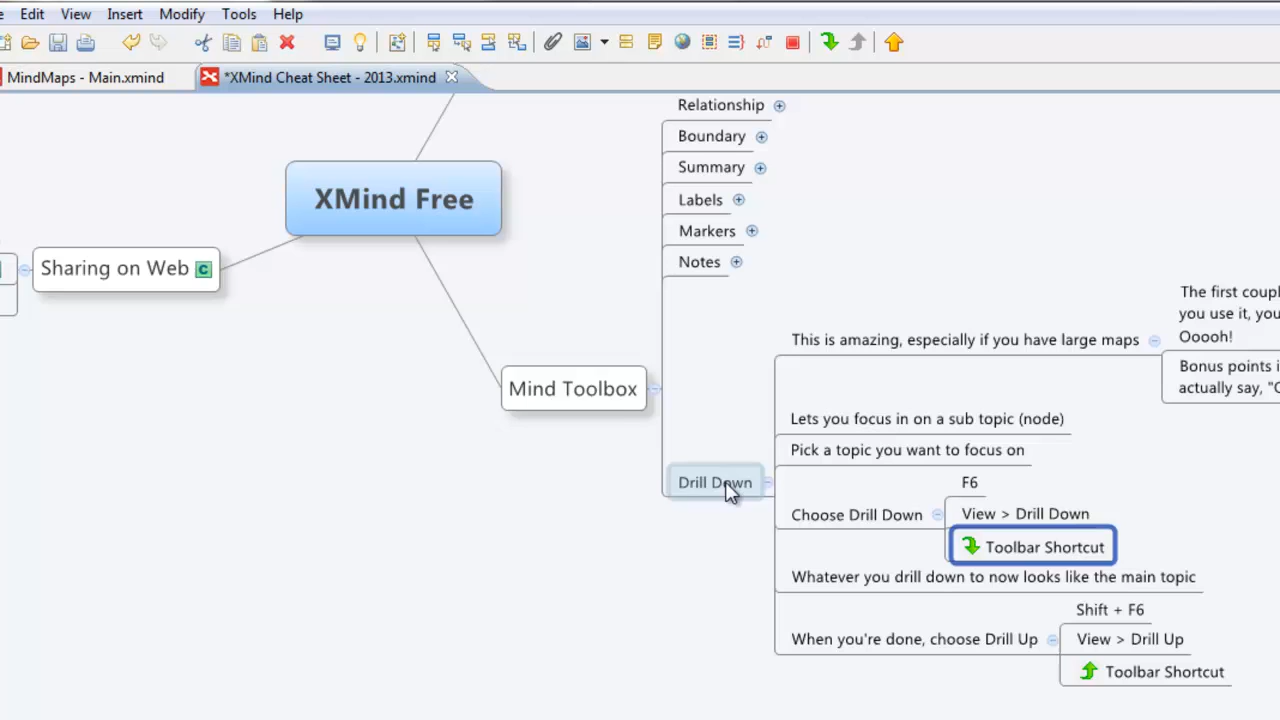 Edit View Insert Modify Tools Help
MindMaps - Main.xmind
*XMind Cheat Sheet - 2013.xmind
Relationship
Boundary
Summary
XMind Free
Labels
Markers
Notes
Sharing on Web
The first coupl
you use it, you
Ooooh!
This is amazing, especially if you have large maps
Bonus points i
actually say, "
Mind Toolbox
Lets you focus in on a sub topic (node)
Pick a topic you want to focus on
Drill Down
F6
Choose Drill Down
View > Drill Down
Toolbar Shortcut
Whatever you drill down to now looks like the main topic
Shift + F6
When you're done, choose Drill Up
View > Drill Up
Toolbar Shortcut